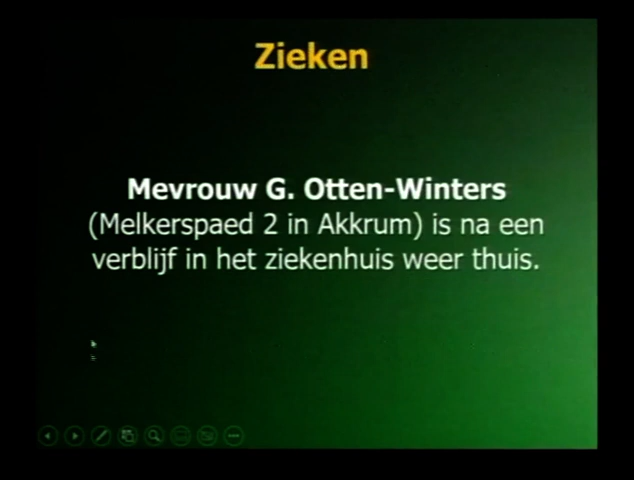 Zieken
Mevrouw G. Otten-Winters
(Melkerspaed 2 in Akkrum) is na een
verblijf in het ziekenhuis weer thuis.